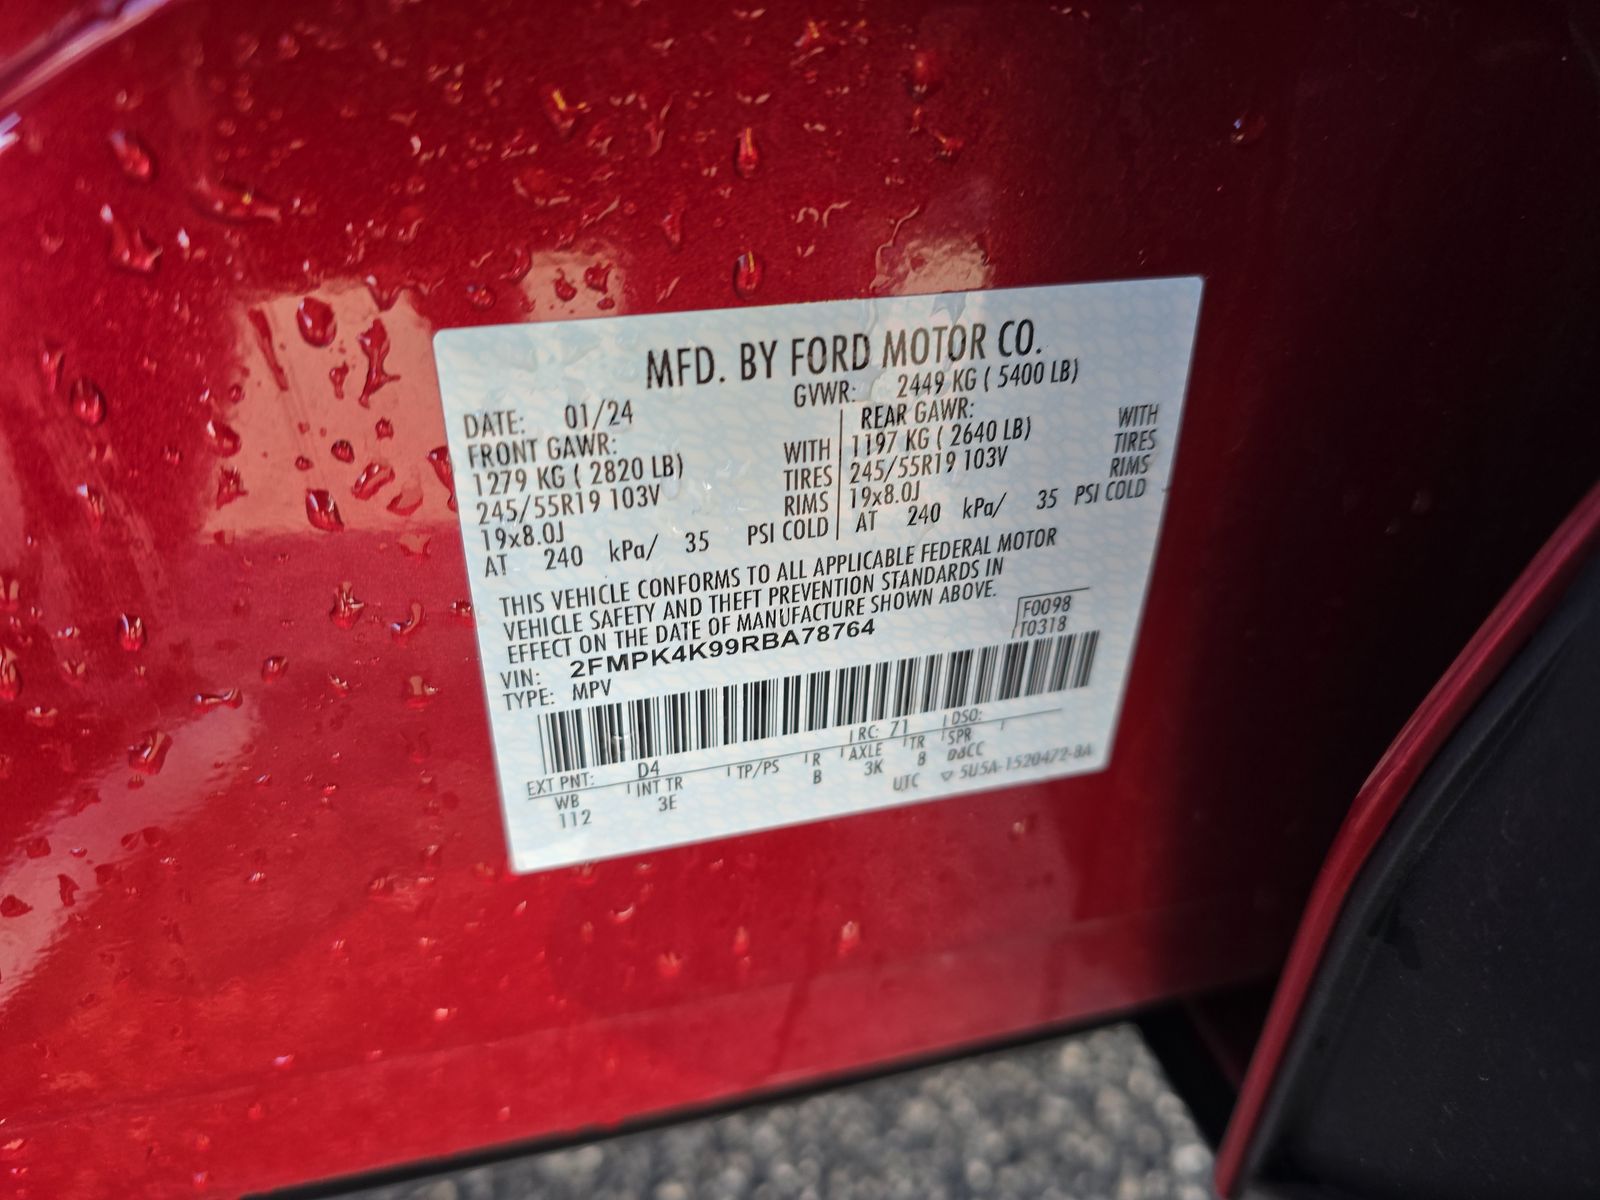 MFD. BY FORD MOTOR CO.
DATE: 01/24 GVWR: 2449 KG ( 5400 LB)
FRONT GAWR: REAR GAWR:
1279 KG ( 2820 LB) WITH 1197 KG ( 2640 LB) WITH
245/55R19 103V TIRES 245/55R19 103V TIRES
19x8.0J RIMS 19x8.0J RIMS
AT 240 kPa/ 35 PSI COLD AT 240 kPa/ 35 PSI COLD
THIS VEHICLE CONFORMS TO ALL APPLICABLE FEDERAL MOTOR
VEHICLE SAFETY AND THEFT PREVENTION STANDARDS IN
EFFECT ON THE DATE OF MANUFACTURE SHOWN ABOVE.
F0098
T0318
VIN: 2FMPK4K99RBA78764
TYPE: MPV
EXT PNT: D4 RC: 71 DSO:
WB INT TR TP/PS R AXLE TR SPR
112 3E B 3K 8
UTC ▽ 5U5A-1520472-BA